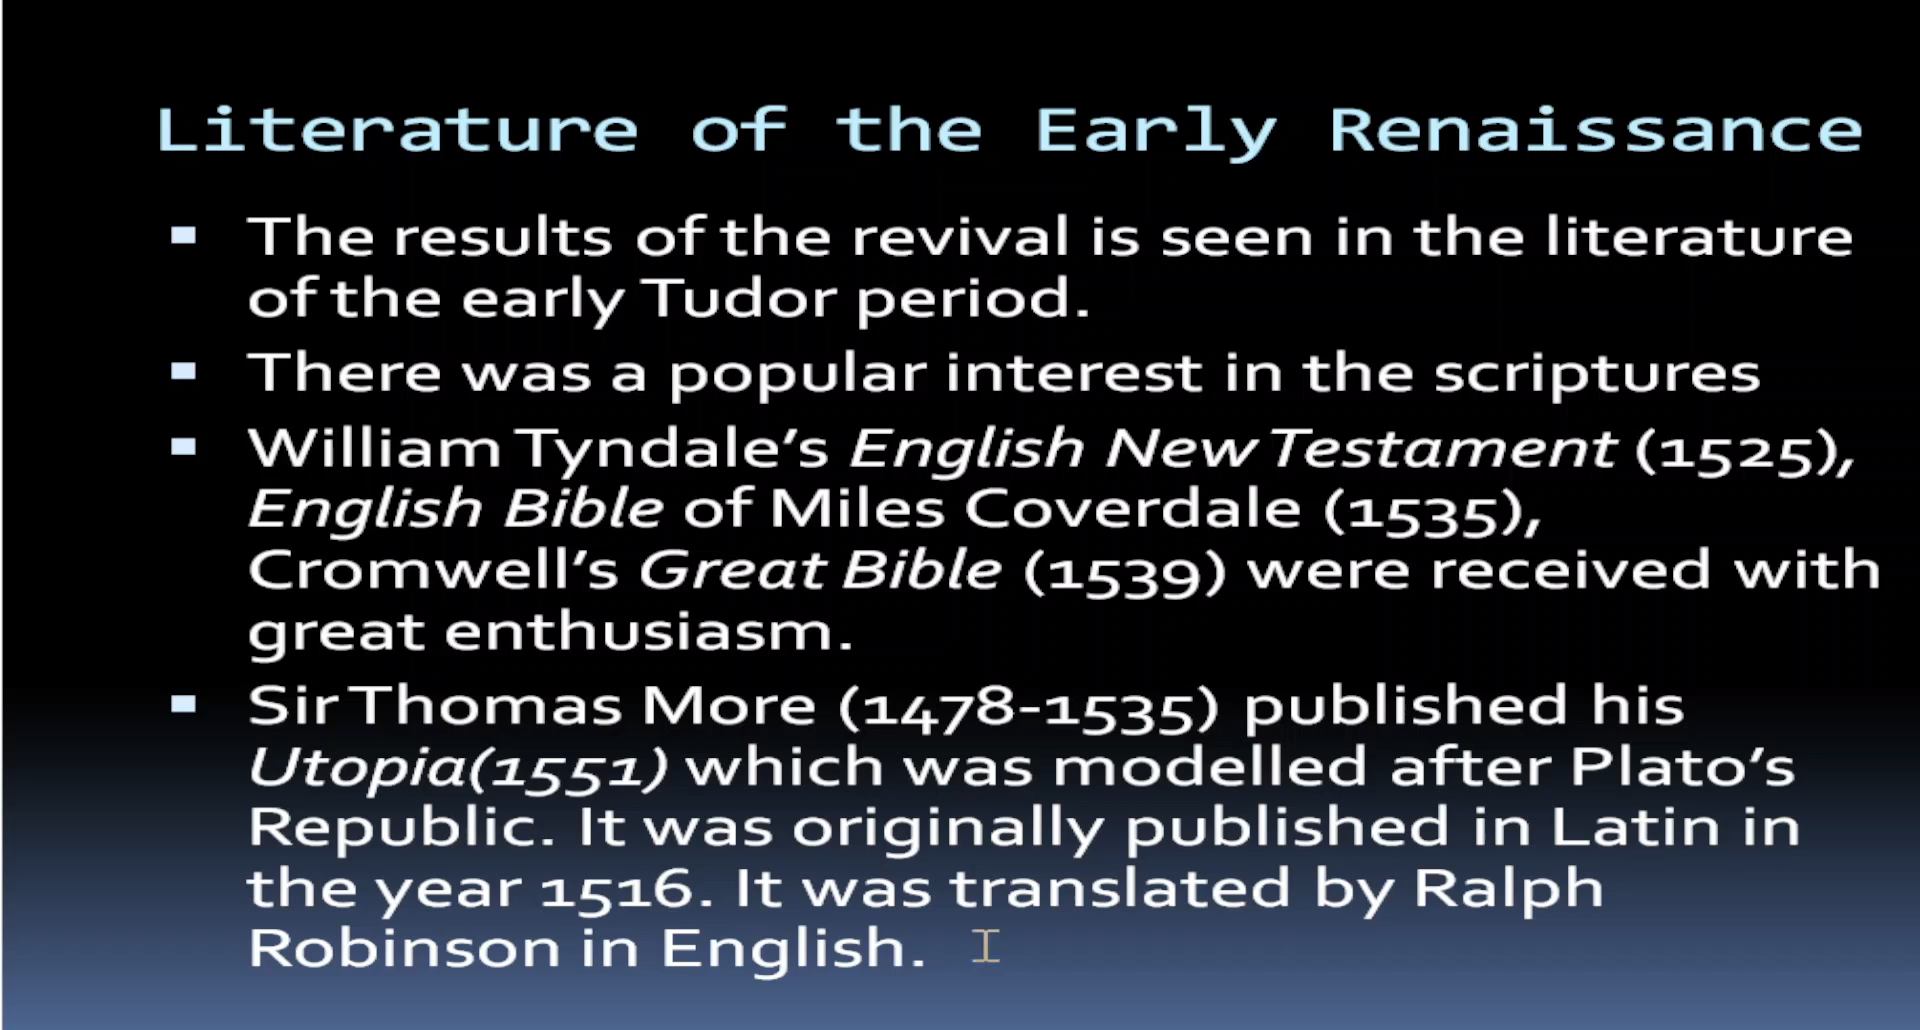 Literature of the Early Renaissance
The results of the revival is seen in the literature
of the early Tudor period.
There was a popular interest in the scriptures
William Tyndale’s English New Testament (1525),
English Bible of Miles Coverdale (1535),
Cromwell’s Great Bible (1539) were received with
great enthusiasm.
Sir Thomas More (1478-1535) published his
Utopia(1551) which was modelled after Plato’s
Republic. It was originally published in Latin in
the year 1516. It was translated by Ralph
Robinson in English.